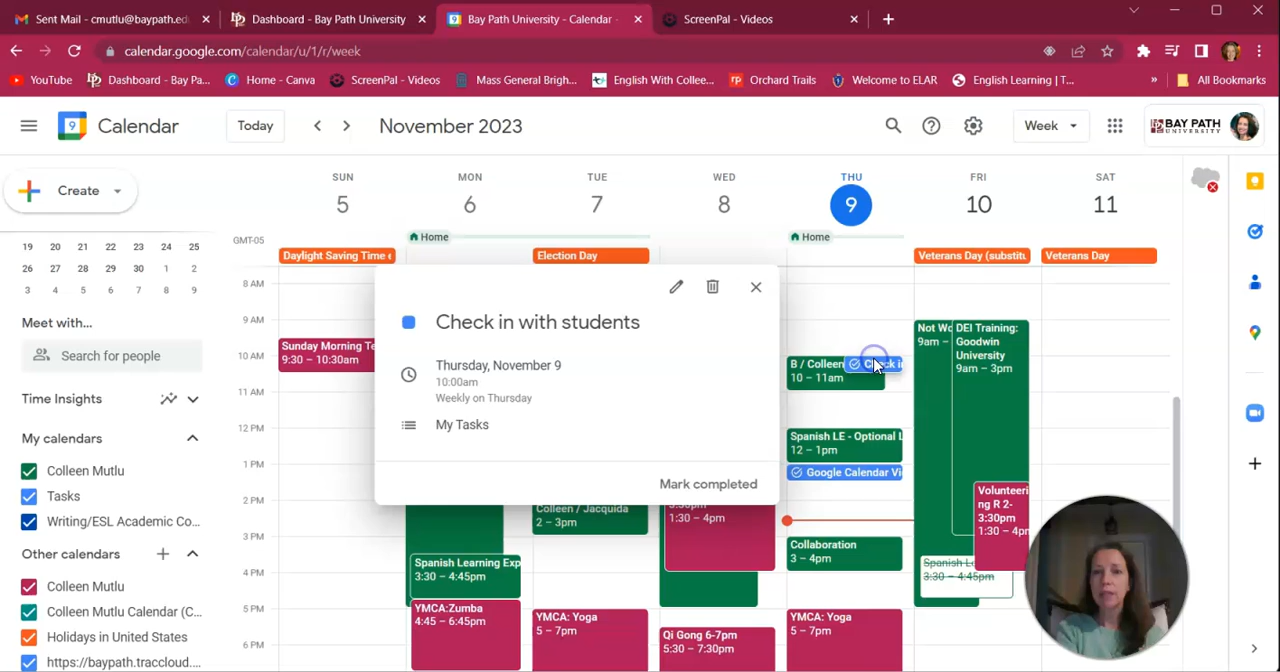 Sent Mail - cmutlu@baypath.ed
Dashboard - Bay Path University
Bay Path University - Calendar -
ScreenPal - Videos
calendar.google.com/calendar/u/1/r/week
YouTube
Dashboard - Bay Pa...
Home - Canva
ScreenPal - Videos
Mass General Brigh...
English With Collee...
Orchard Trails
Welcome to ELAR
English Learning | T...
»
All Bookmarks
Calendar
Today
November 2023
Week
BAY PATH
UNIVERSITY
Create
SUN
MON
TUE
WED
THU
FRI
SAT
5
6
7
8
9
10
11
GMT-05
Home
Home
Daylight Saving Time
Election Day
Veterans Day (substitu
Veterans Day
19 20 21 22 23 24 25
26 27 28 29 30 1 2
3 4 5 6 7 8 9
Meet with...
Search for people
Time Insights
My calendars
Colleen Mutlu
Tasks
Writing/ESL Academic Co...
Other calendars
Colleen Mutlu
Colleen Mutlu Calendar (C...
Holidays in United States
https://baypath.traccloud...
8 AM
9 AM
10 AM
11 AM
12 PM
1 PM
2 PM
3 PM
4 PM
5 PM
6 PM
Sunday Morning Te
9:30 – 10:30am
Check in with students
Thursday, November 9
10:00am
Weekly on Thursday
My Tasks
Mark completed
Spanish Learning Exp
3:30 – 4:45pm
YMCA:Zumba
4:45 – 6:45pm
Colleen / Jacquida
2 – 3pm
YMCA: Yoga
5 – 7pm
1:30 – 4pm
Qi Gong 6-7pm
5:30 – 7:30pm
B / Colleen
10 – 11am
Check in
Spanish LE - Optional L
12 – 1pm
Google Calendar Vi
Collaboration
3 – 4pm
YMCA: Yoga
5 – 7pm
Not Wo
9am –
DEI Training:
Goodwin
University
9am – 3pm
Volunteeri
ng R 2-
3:30pm
1:30 – 4pm
Spanish L
3:30 – 4:45pm